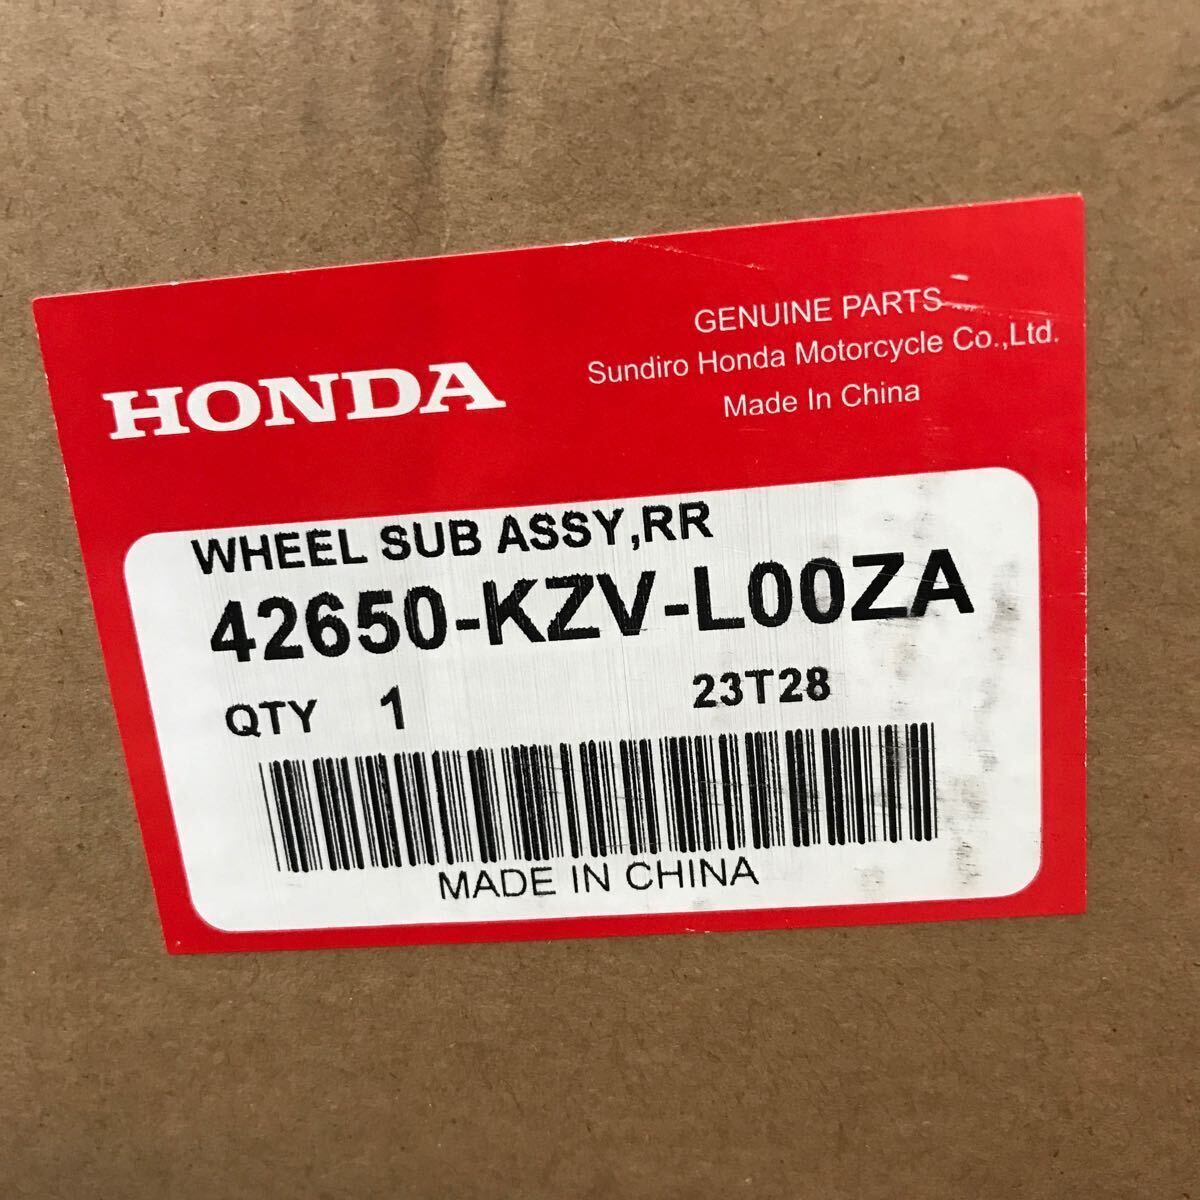 HONDA
GENUINE PARTS
Sundiro Honda Motorcycle Co.,Ltd.
Made In China
WHEEL SUB ASSY,RR
42650-KZV-L00ZA
QTY 1 23T28
MADE IN CHINA